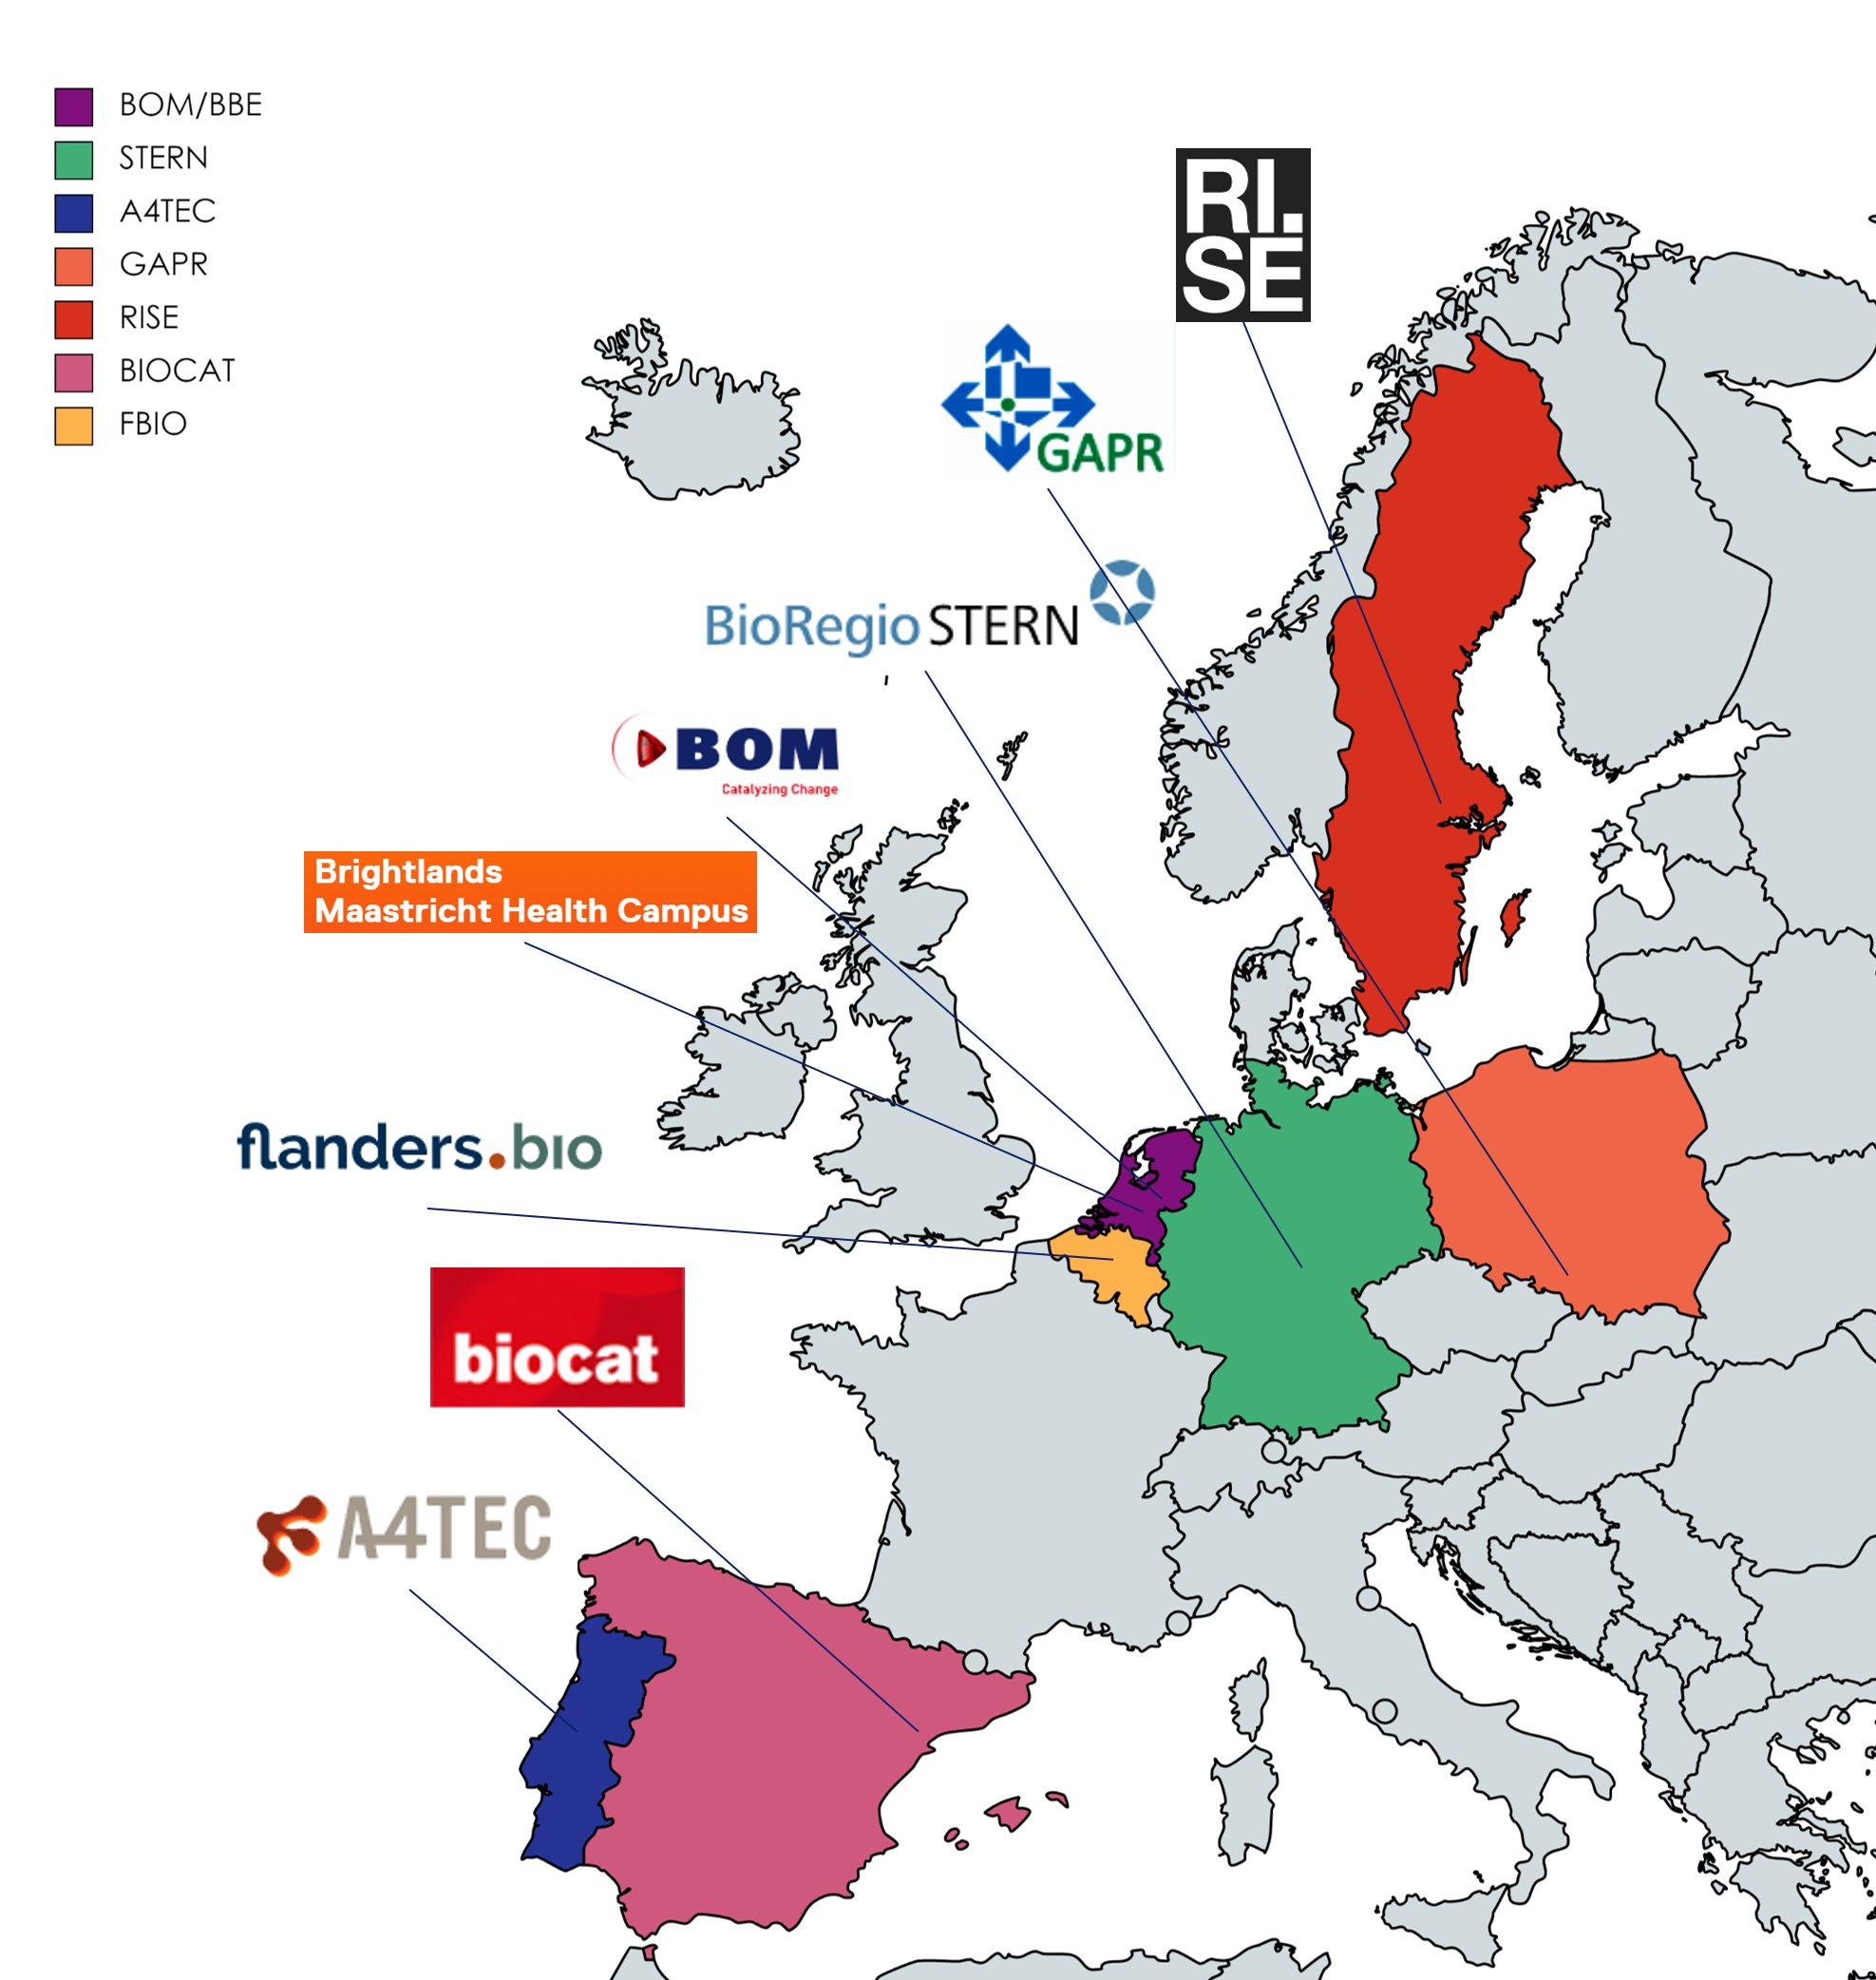 BOM/BBE
STERN
A4TEC
GAPR
RISE
BIOCAT
FBIO
RI.
SE
GAPR
BioRegio STERN
BOM
Catalyzing Change
Brightlands
Maastricht Health Campus
flanders.bio
biocat
A4TEC